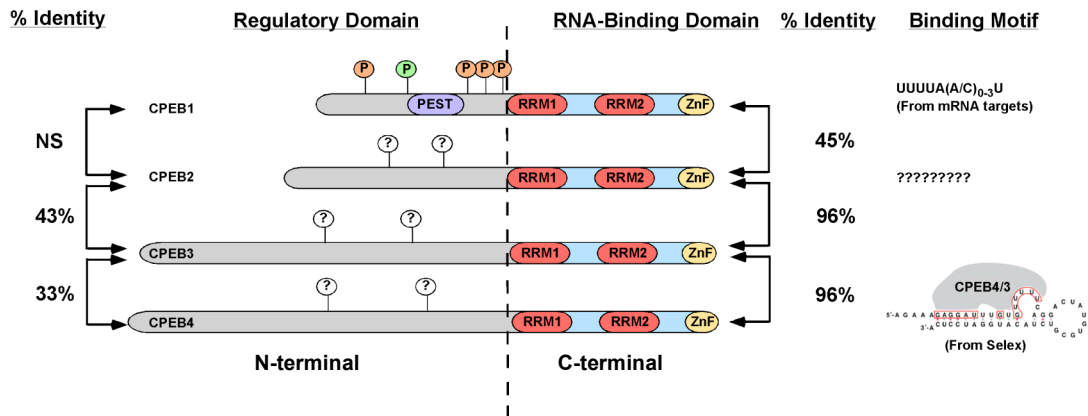 % Identity Regulatory Domain RNA-Binding Domain % Identity Binding Motif
P P P P P
CPEB1 PEST RRM1 RRM2 ZnF UUUUA(A/C)0-3U
(From mRNA targets)
NS ? ? 45%
CPEB2 RRM1 RRM2 ZnF ?????????
43% ? ? 96%
CPEB3 RRM1 RRM2 ZnF
33% ? ? 96% CPEB4/3
CPEB4 RRM1 RRM2 ZnF
5'-A G A A A G A G G A U U U G U G
3'-A C U C C U A G G U A C A U C U
(From Selex)
N-terminal C-terminal